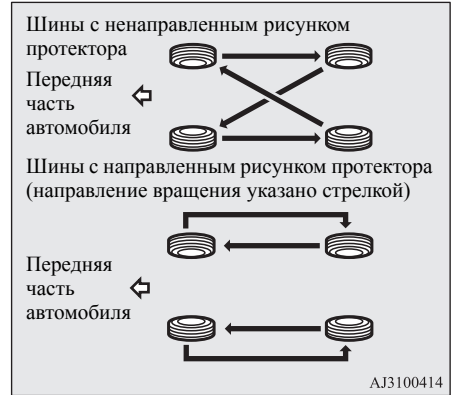 Шины с ненаправленным рисунком
протектора
Передняя
часть
автомобиля
Шины с направленным рисунком протектора
(направление вращения указано стрелкой)
Передняя
часть
автомобиля
AJ3100414